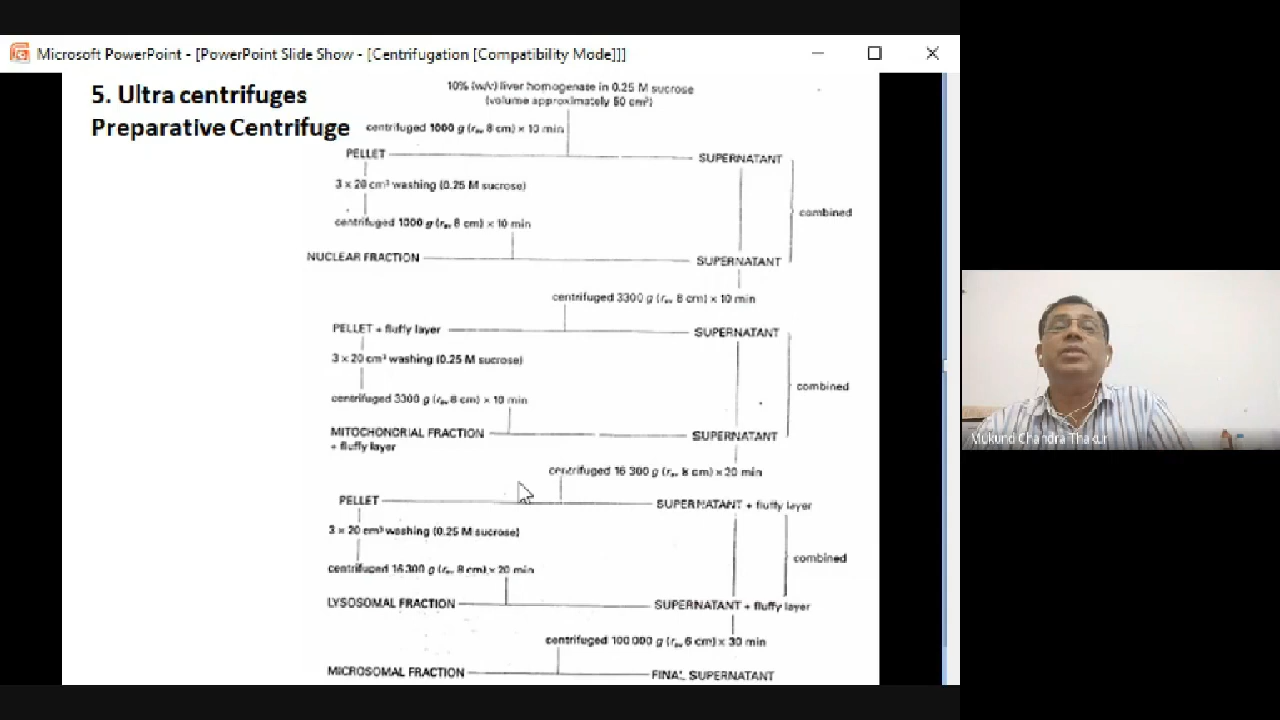 Microsoft PowerPoint - [PowerPoint Slide Show - [Centrifugation [Compatibility Mode]]]
5. Ultra centrifuges
Preparative Centrifuge
10% (w/v) liver homogenate in 0.25 M sucrose
(volume approximately 60 cm³)
centrifuged 1000 g (rav 8 cm) × 10 min
PELLET
SUPERNATANT
3 × 20 cm³ washing (0.25 M sucrose)
combined
centrifuged 1000 g (rav 8 cm) × 10 min
NUCLEAR FRACTION
SUPERNATANT
centrifuged 3300 g (rav 8 cm) × 10 min
PELLET + fluffy layer
SUPERNATANT
3 × 20 cm³ washing (0.25 M sucrose)
combined
centrifuged 3300 g (rav 8 cm) × 10 min
MITOCHONDRIAL FRACTION
+ fluffy layer
SUPERNATANT
centrifuged 16 300 g (rav 8 cm) × 20 min
PELLET
SUPERNATANT + fluffy layer
3 × 20 cm³ washing (0.25 M sucrose)
combined
centrifuged 16 300 g (rav 8 cm) × 20 min
LYSOSOMAL FRACTION
SUPERNATANT + fluffy layer
centrifuged 100 000 g (rav 6 cm) × 30 min
MICROSOMAL FRACTION
FINAL SUPERNATANT
Mukund Chandra Thakur